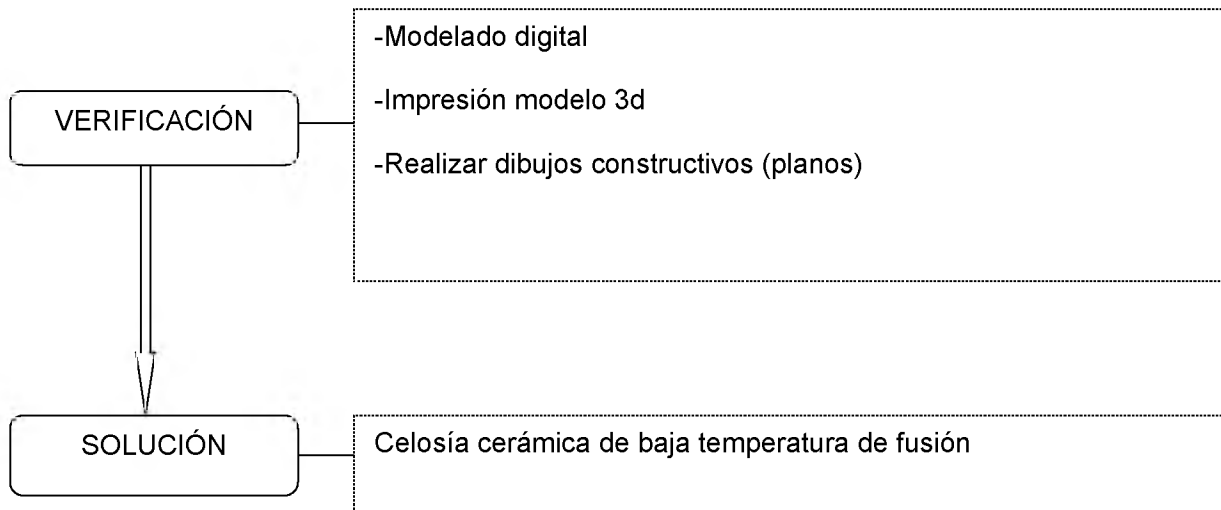 VERIFICACIÓN
-Modelado digital
-Impresión modelo 3d
-Realizar dibujos constructivos (planos)
SOLUCIÓN
Celosía cerámica de baja temperatura de fusión